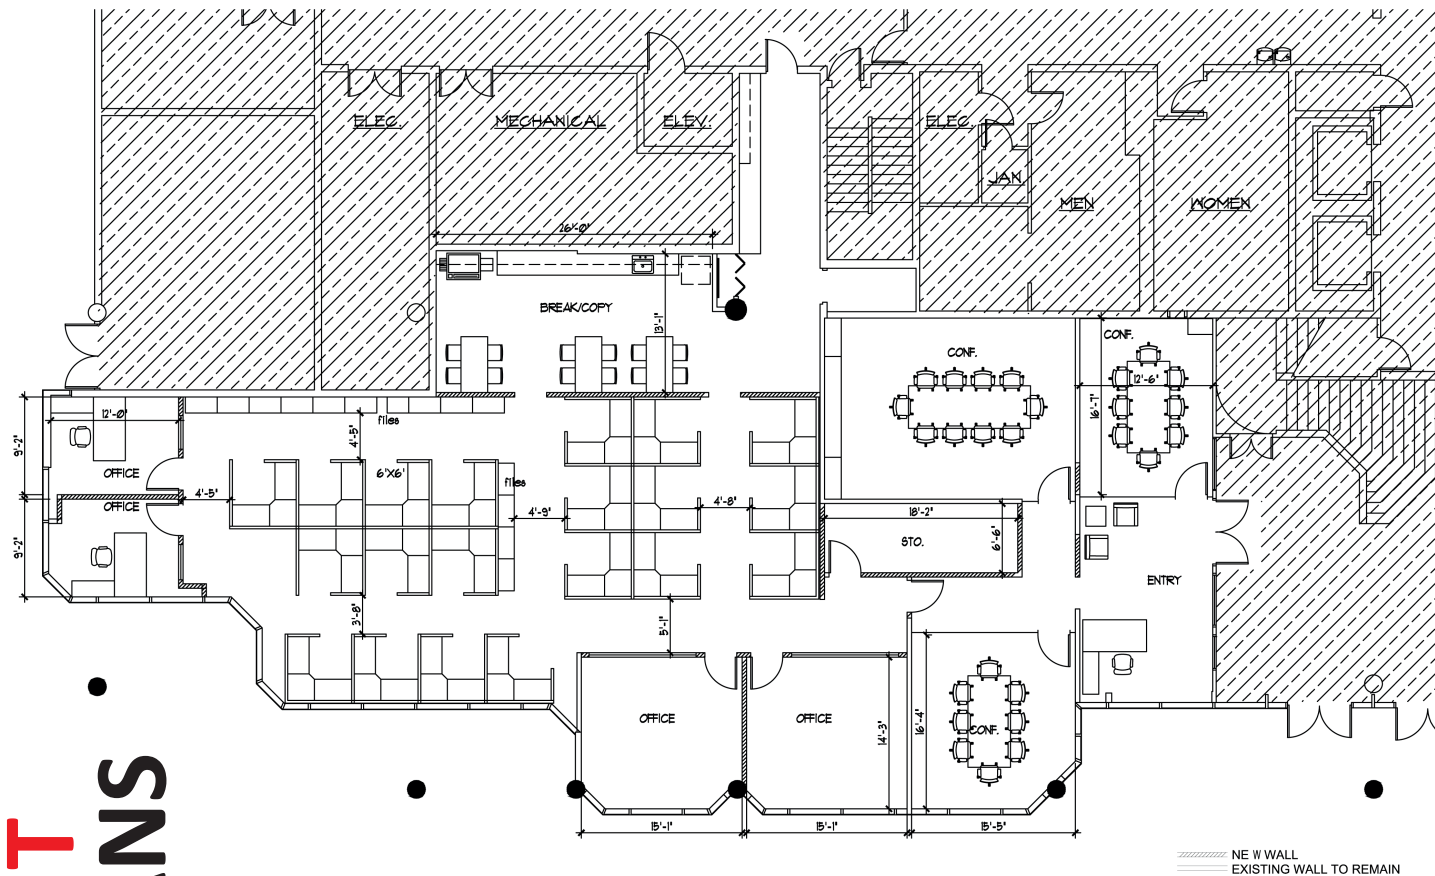 ELEC.
MECHANICAL
ELEV.
ELEC.
JAN.
MEN
WOMEN
26'-0"
BREAK/COPY
13'-1"
CONF.
CONF.
12'-6"
16'-1"
12'-0"
files
4'-5"
9'-2"
OFFICE
6'X6'
files
4'-5"
OFFICE
4'-9"
4'-8"
18'-2"
STO.
6'-6"
9'-2"
ENTRY
3'-8"
5'-1"
OFFICE
OFFICE
14'-3"
16'-4"
CONF.
15'-1"
15'-1"
15'-5"
T
ANS
NEW WALL
EXISTING WALL TO REMAIN